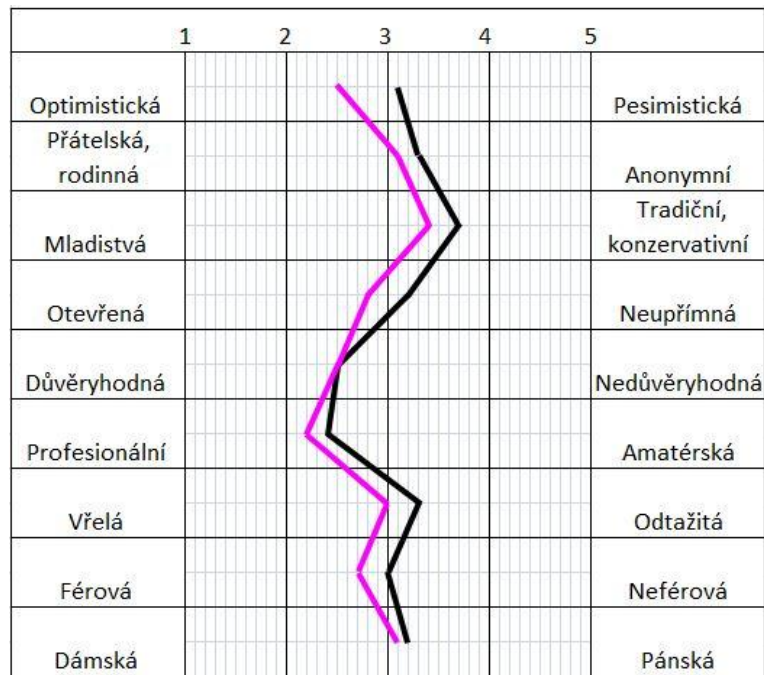 1 2 3 4 5
Optimistická Pesimistická
Přátelská,
rodinná Anonymní
Tradiční,
Mladistvá konzervativní
Otevřená Neupřímná
Důvěryhodná Nedůvěryhodná
Profesionální Amatérská
Vřelá Odtažitá
Férová Neférová
Dámská Pánská